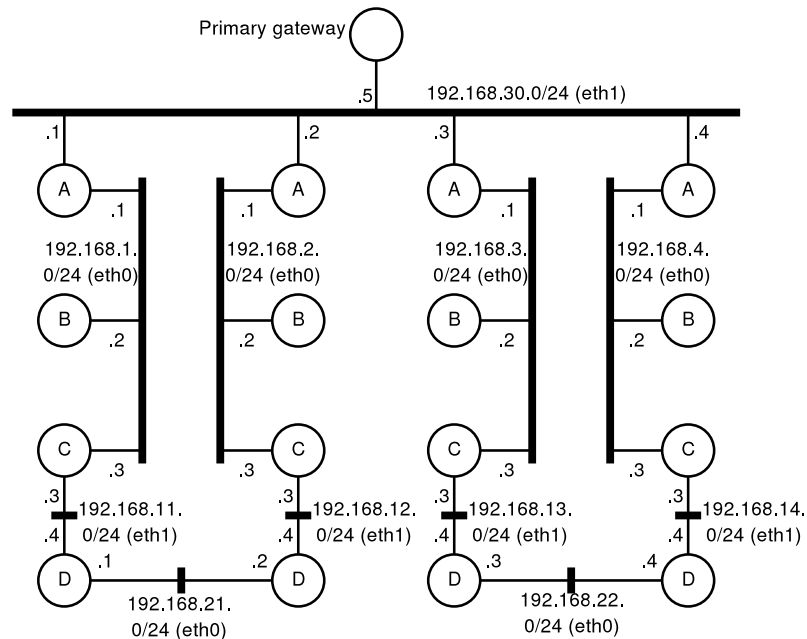 Primary gateway
.5
192.168.30.0/24 (eth1)
.1
.2
.3
.4
A
A
A
A
.1
.1
.1
.1
192.168.1.
0/24 (eth0)
192.168.2.
0/24 (eth0)
192.168.3.
0/24 (eth0)
192.168.4.
0/24 (eth0)
B
B
B
B
.2
.2
.2
.2
C
C
C
C
.3
.3
.3
.3
.3
.3
.3
.3
192.168.11.
0/24 (eth1)
192.168.12.
0/24 (eth1)
192.168.13.
0/24 (eth1)
192.168.14.
0/24 (eth1)
.4
.4
.4
.4
D
.1
.2
D
D
.3
.4
D
192.168.21.
0/24 (eth0)
192.168.22.
0/24 (eth0)